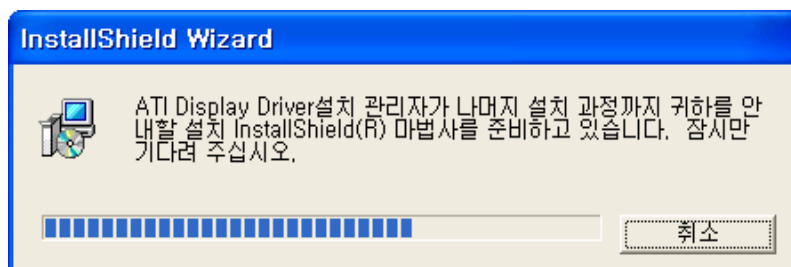 InstallShield Wizard
ATI Display Driver설치 관리자가 나머지 설치 과정까지 귀하를 안
내할 설치 InstallShield(R) 마법사를 준비하고 있습니다. 잠시만
기다려 주십시오.
취소